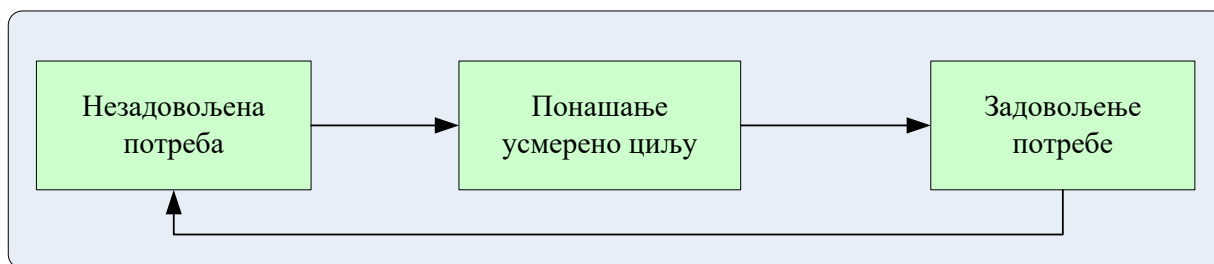 Незадовољена
потреба
Понашање
усмерено циљу
Задовољење
потребе